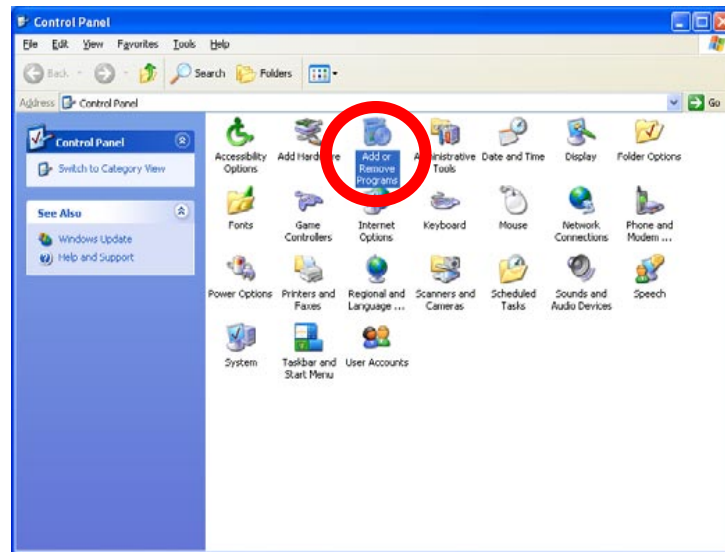 Control Panel
File Edit View Favorites Tools Help
Back Search Folders
Address Control Panel Go
Control Panel
Switch to Category View
See Also
Windows Update
Help and Support
Accessibility Options
Add Hardware
Add or Remove Programs
Administrative Tools
Date and Time
Display
Folder Options
Fonts
Game Controllers
Internet Options
Keyboard
Mouse
Network Connections
Phone and Modem ...
Power Options
Printers and Faxes
Regional and Language ...
Scanners and Cameras
Scheduled Tasks
Sounds and Audio Devices
Speech
System
Taskbar and Start Menu
User Accounts